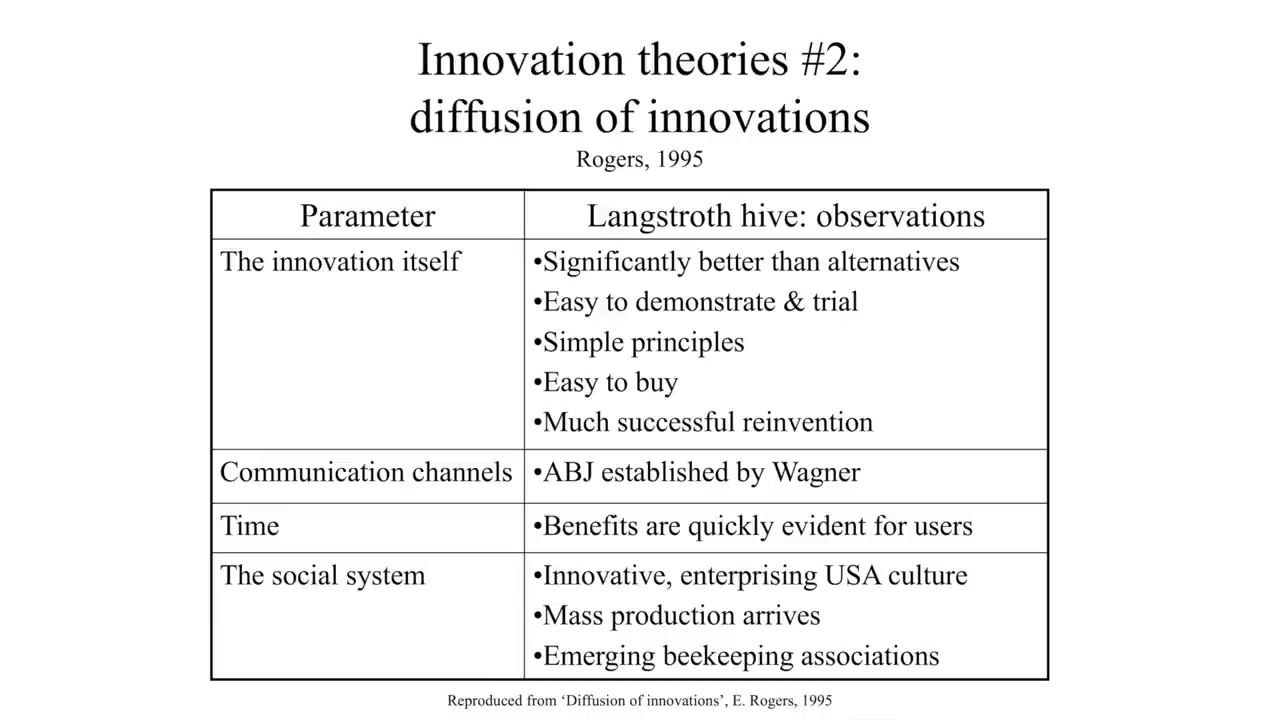 Innovation theories #2:
diffusion of innovations
Rogers, 1995
Parameter
Langstroth hive: observations
The innovation itself
•Significantly better than alternatives
•Easy to demonstrate & trial
•Simple principles
•Easy to buy
•Much successful reinvention
Communication channels
•ABJ established by Wagner
Time
•Benefits are quickly evident for users
The social system
•Innovative, enterprising USA culture
•Mass production arrives
•Emerging beekeeping associations
Reproduced from ‘Diffusion of innovations’, E. Rogers, 1995